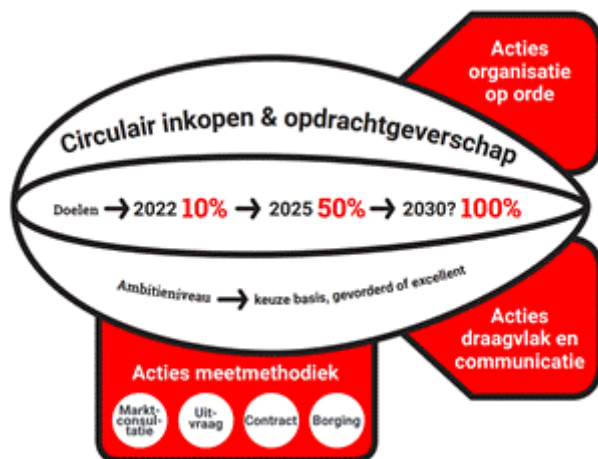 Acties
organisatie
op orde
Circulair inkopen & opdrachtgeverschap
Doelen → 2022 10% → 2025 50% → 2030? 100%
Ambitieniveau → keuze basis, gevorderd of excellent
Acties
draagvlak en
communicatie
Acties meetmethodiek
Markt-
consul-
tatie
Uit-
vraag
Contract
Borging